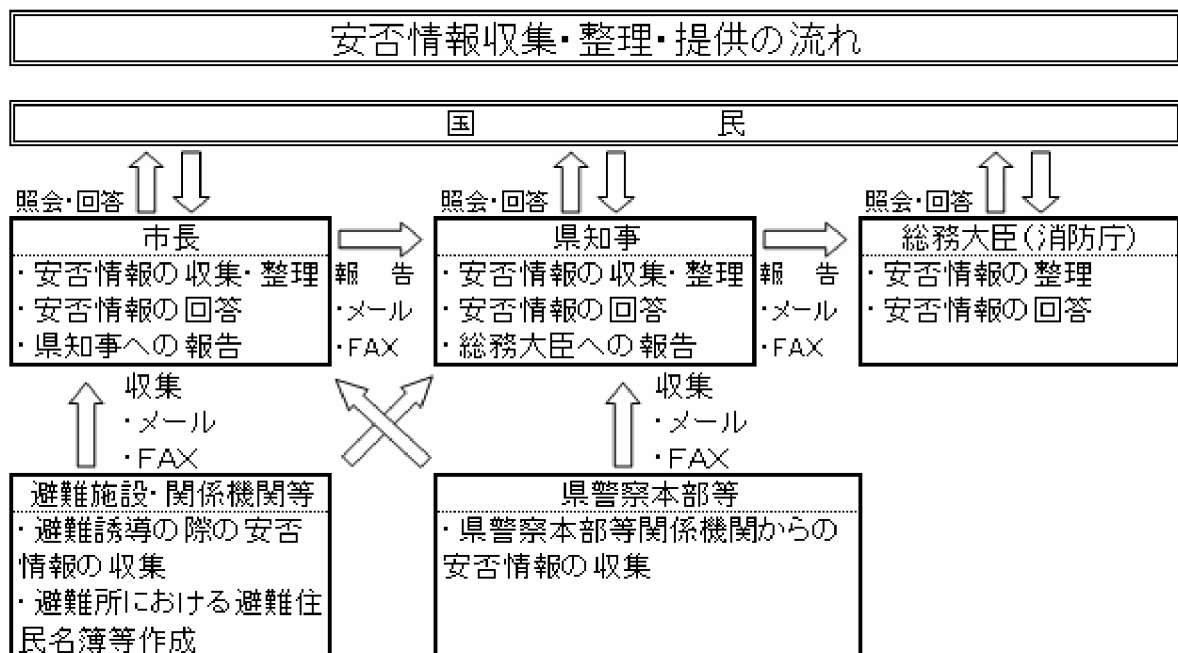 安否情報収集・整理・提供の流れ
国　民
照会・回答
照会・回答
照会・回答
市長
・安否情報の収集・整理
・安否情報の回答
・県知事への報告
報　告
・メール
・FAX
県知事
・安否情報の収集・整理
・安否情報の回答
・総務大臣への報告
報　告
・メール
・FAX
総務大臣(消防庁)
・安否情報の整理
・安否情報の回答
収集
・メール
・FAX
収集
・メール
・FAX
避難施設・関係機関等
・避難誘導の際の安否
情報の収集
・避難所における避難住
民名簿等作成
県警察本部等
・県警察本部等関係機関からの
安否情報の収集